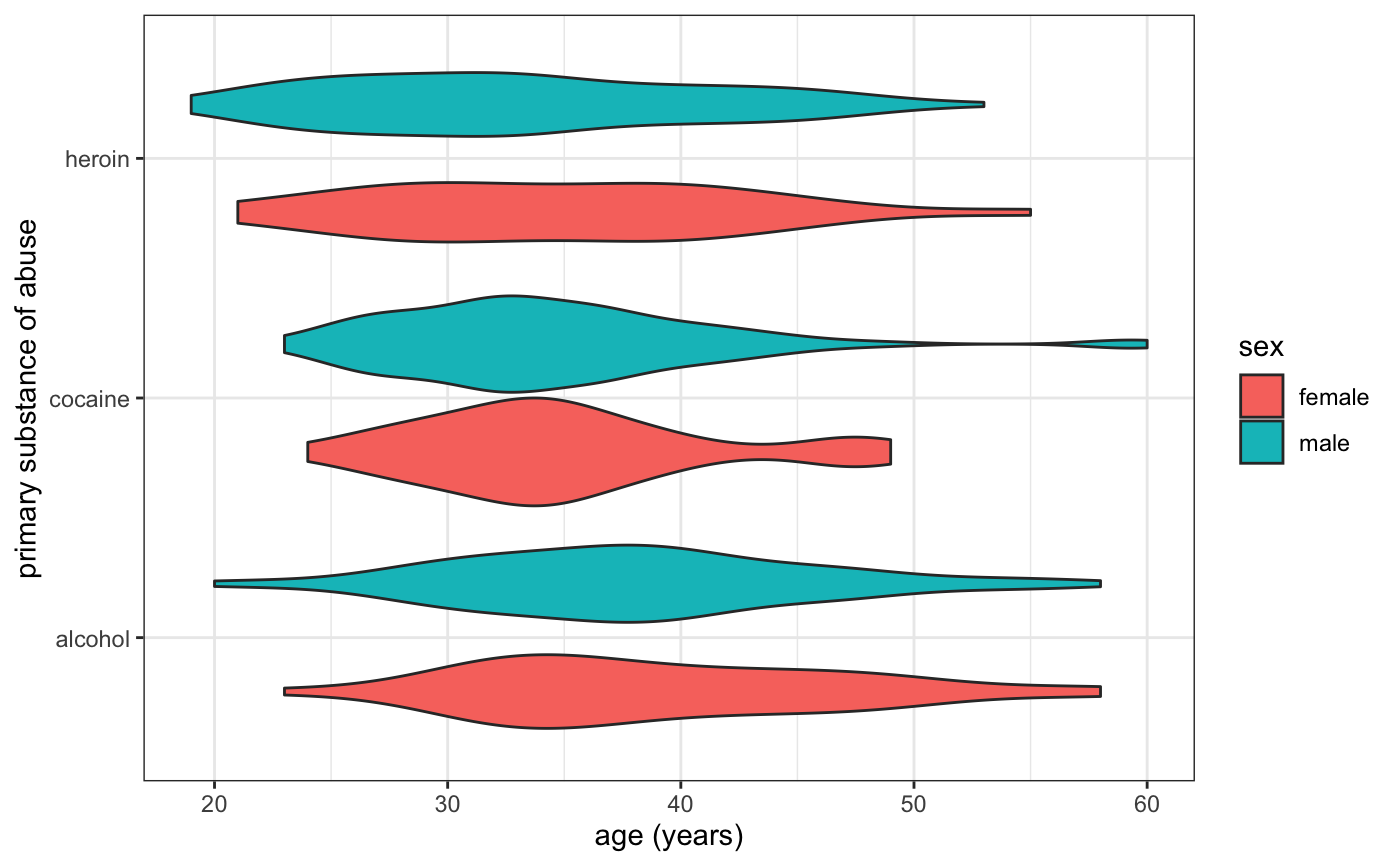 primary substance of abuse
heroin
cocaine
alcohol
20 30 40 50 60
age (years)
sex
female
male